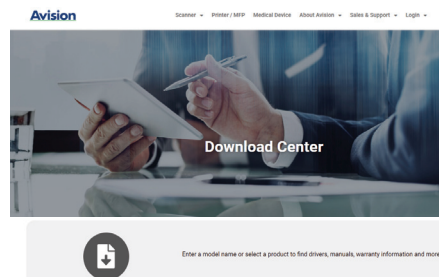 Avision
Scanner Printer / MFP Medical Device About Avision Sales & Support Login
Download Center
Enter a model name or select a product to find drivers, manuals, warranty information and more